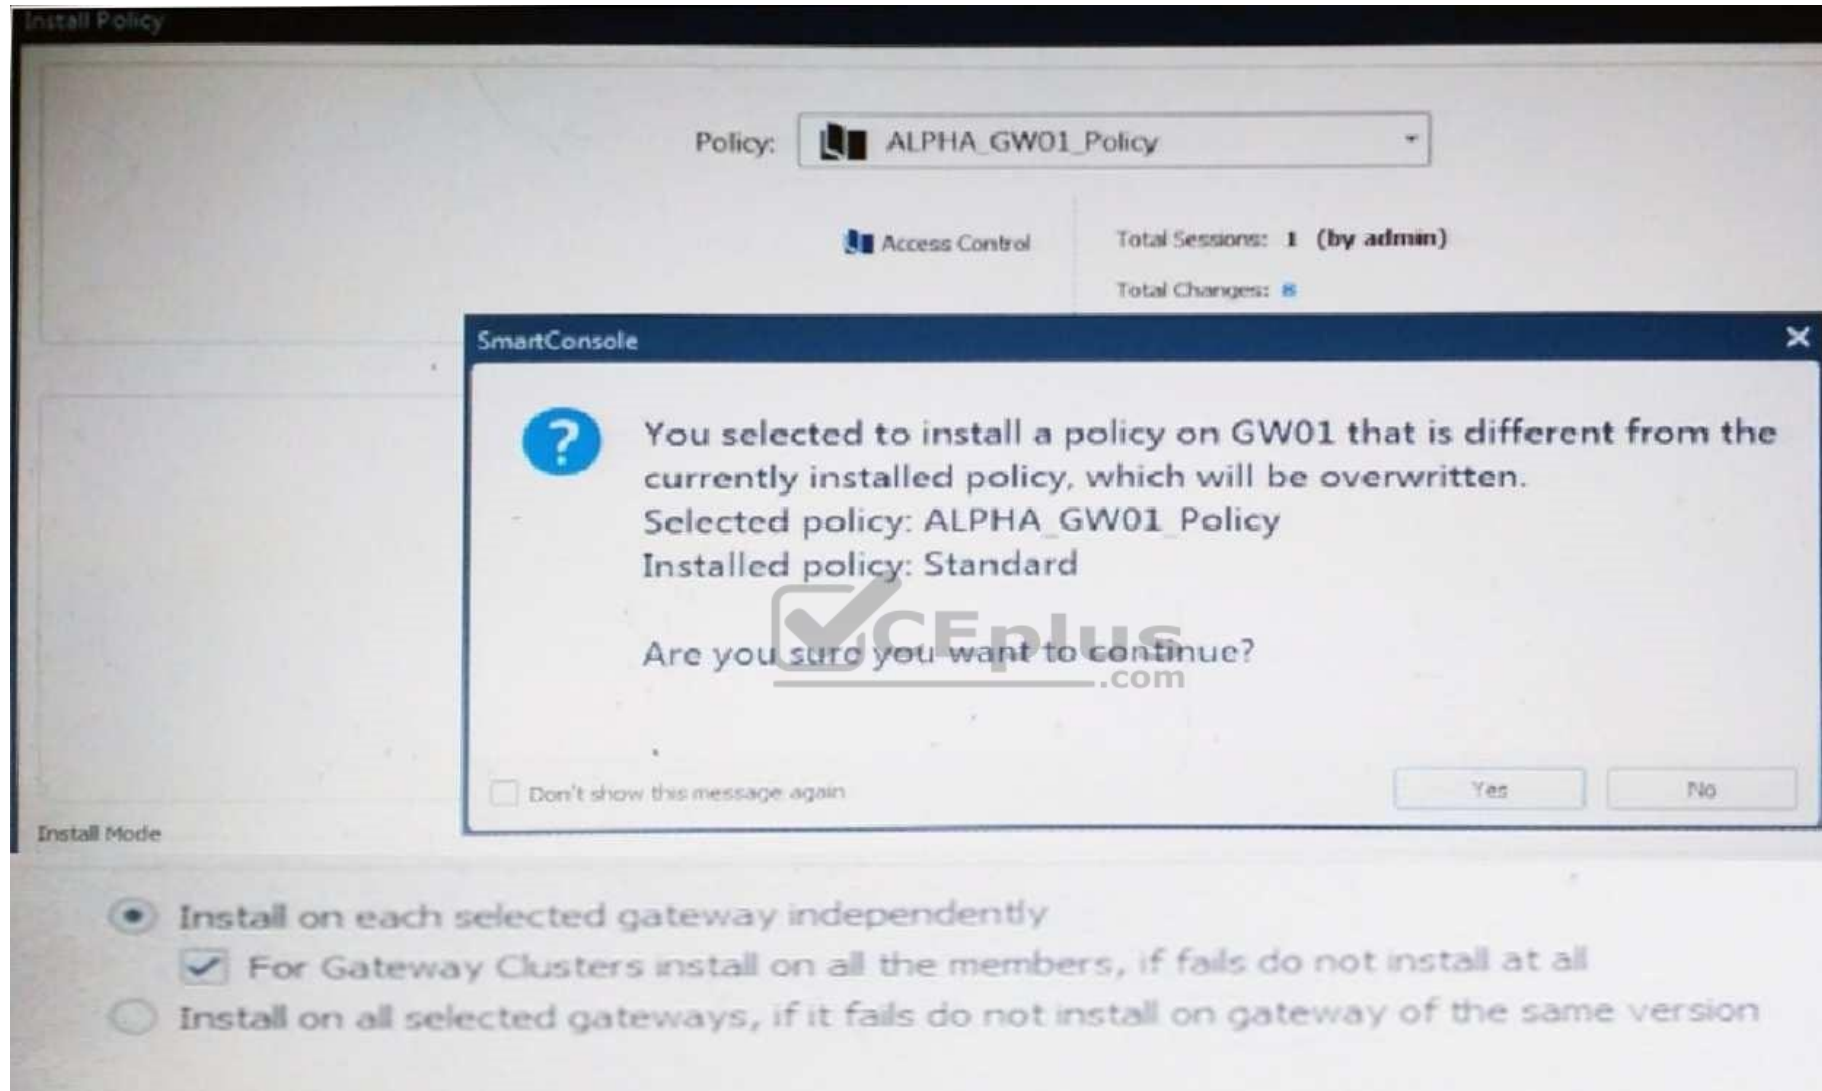 Install Policy
Policy: ALPHA_GW01_Policy
Access Control
Total Sessions: 1 (by admin)
Total Changes: 8
SmartConsole
You selected to install a policy on GW01 that is different from the
currently installed policy, which will be overwritten.
Selected policy: ALPHA_GW01_Policy
Installed policy: Standard
CEplus
.com
Are you sure you want to continue?
Don't show this message again
Yes
No
Install Mode
Install on each selected gateway independently
For Gateway Clusters install on all the members, if fails do not install at all
Install on all selected gateways, if it fails do not install on gateway of the same version